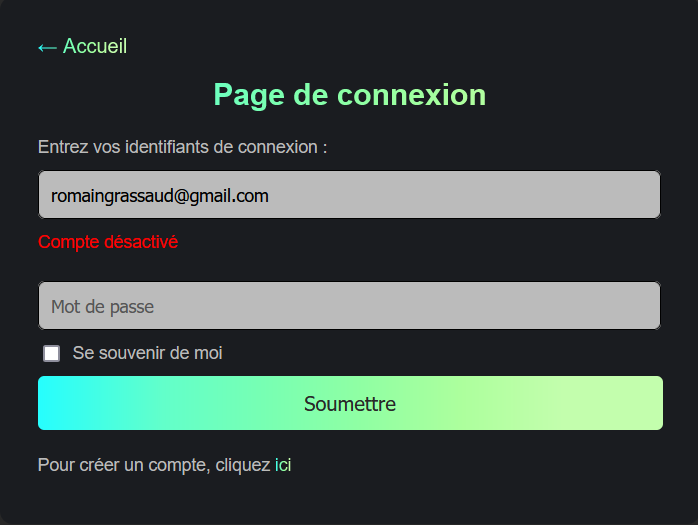 ← Accueil
Page de connexion
Entrez vos identifiants de connexion :
romaingrassaud@gmail.com
Compte désactivé
Mot de passe
Se souvenir de moi
Soumettre
Pour créer un compte, cliquez ici